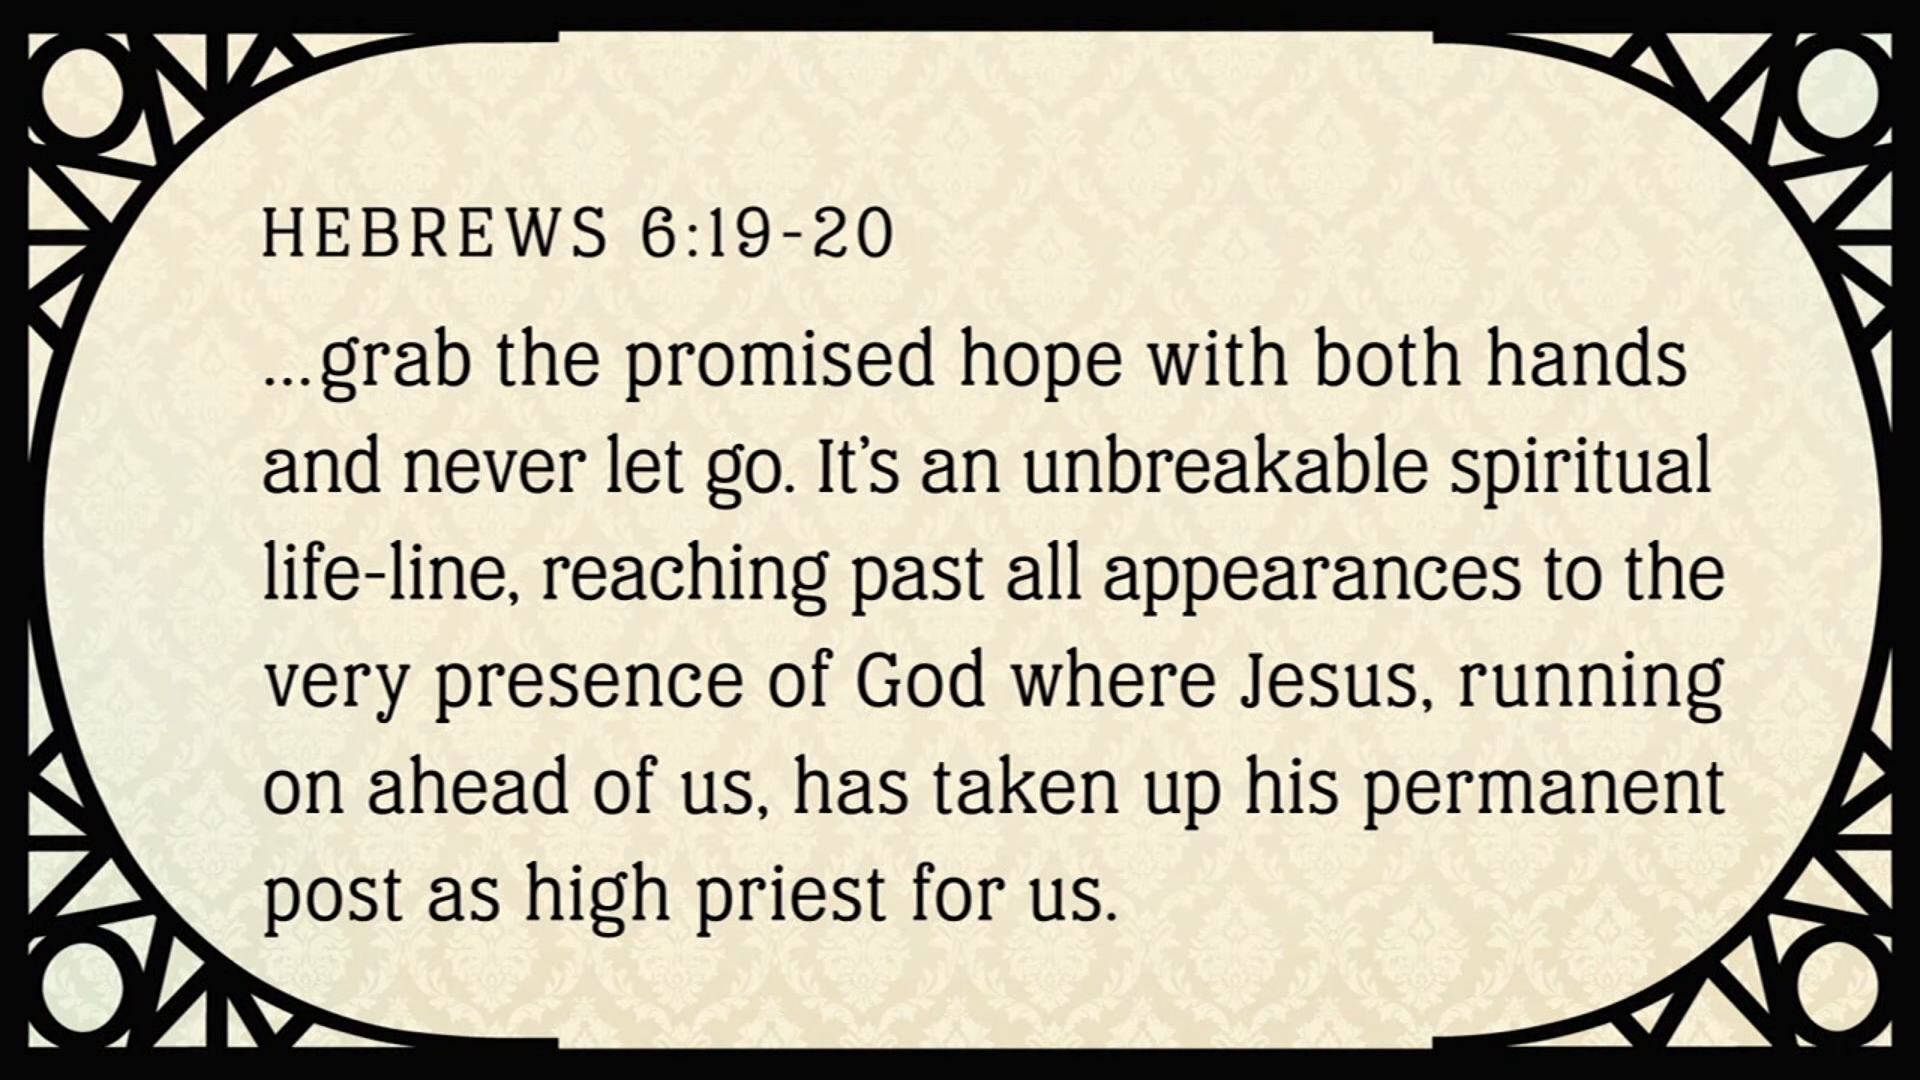 HEBREWS 6:19-20
...grab the promised hope with both hands
and never let go. It’s an unbreakable spiritual
life-line, reaching past all appearances to the
very presence of God where Jesus, running
on ahead of us, has taken up his permanent
post as high priest for us.